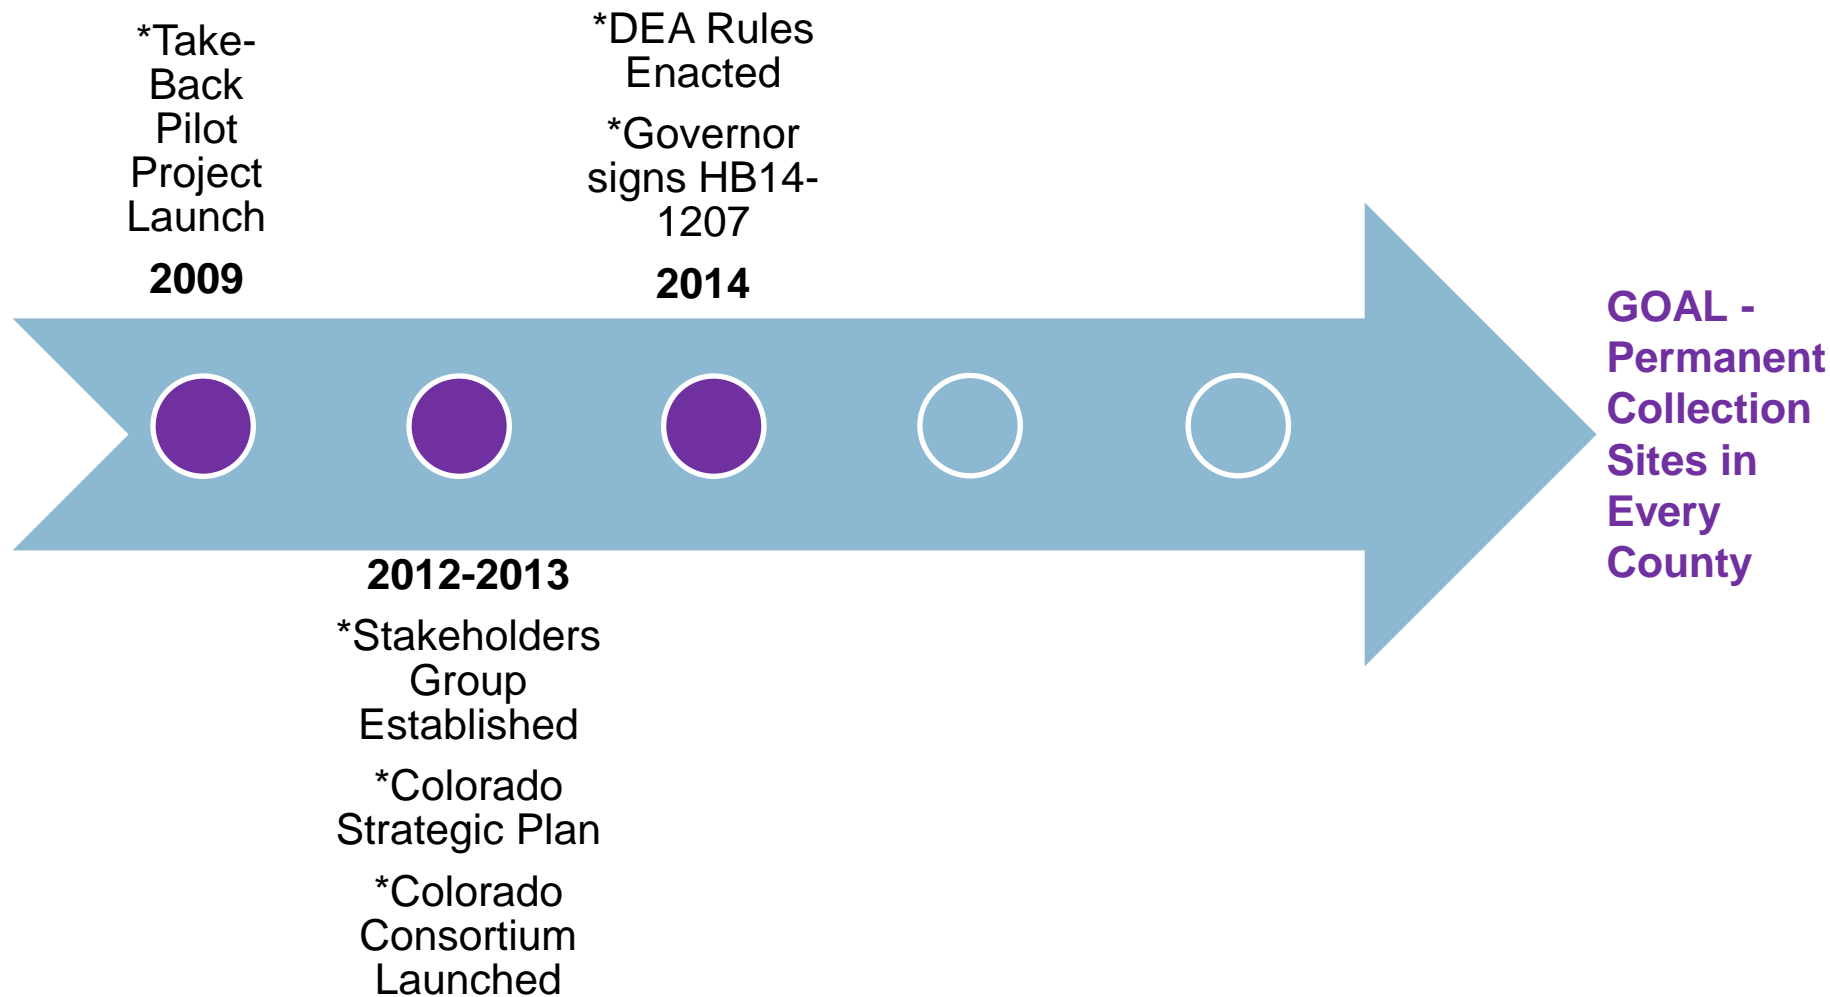 *Take-
Back
Pilot
Project
Launch
2009
*DEA Rules
Enacted
*Governor
signs HB14-
1207
2014
2012-2013
*Stakeholders
Group
Established
*Colorado
Strategic Plan
*Colorado
Consortium
Launched
GOAL -
Permanent
Collection
Sites in
Every
County